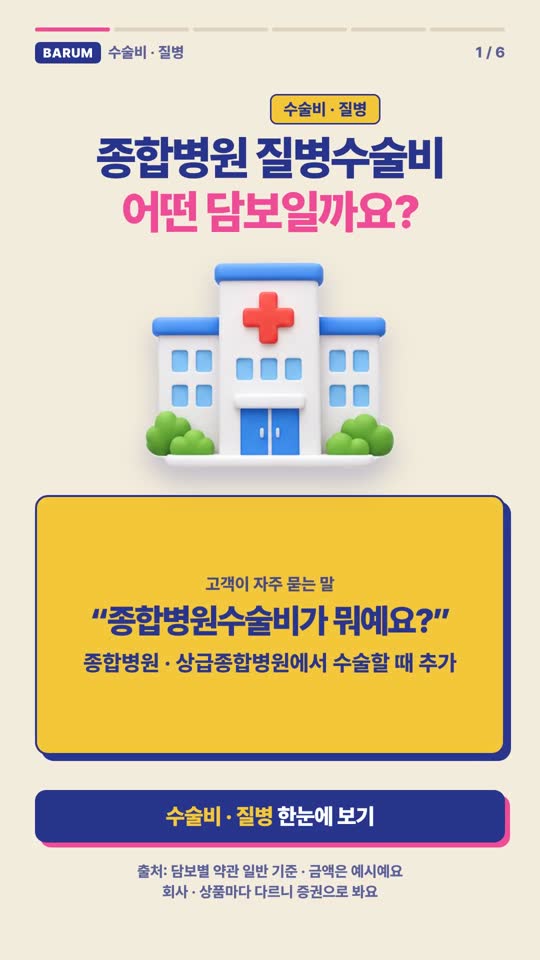 BARUM 수술비 · 질병 1 / 6
수술비 · 질병
종합병원 질병수술비
어떤 담보일까요?
고객이 자주 묻는 말
“종합병원수술비가 뭐예요?”
종합병원 · 상급종합병원에서 수술할 때 추가
수술비 · 질병 한눈에 보기
출처: 담보별 약관 일반 기준 · 금액은 예시예요
회사 · 상품마다 다르니 증권으로 봐요